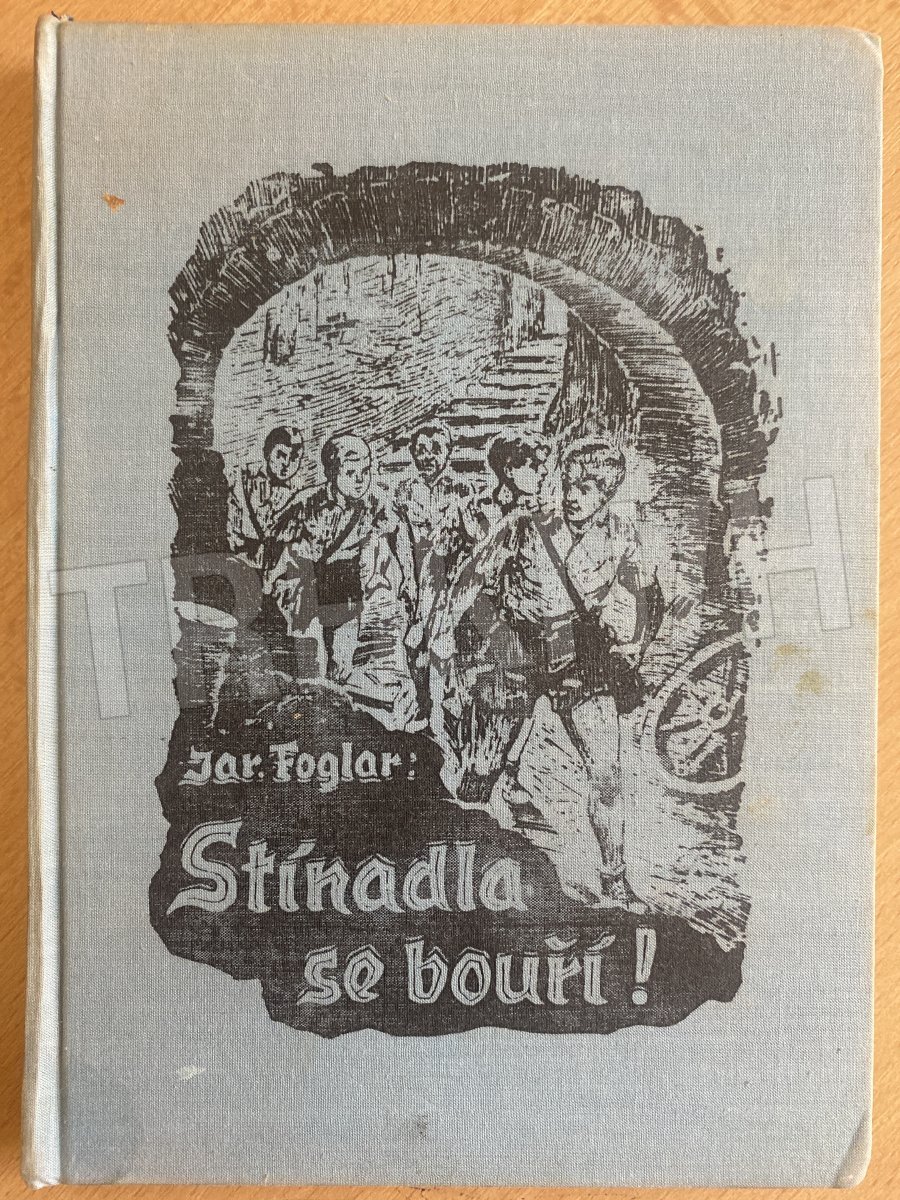 Jar. Foglar:
Stínadla
se bouří!